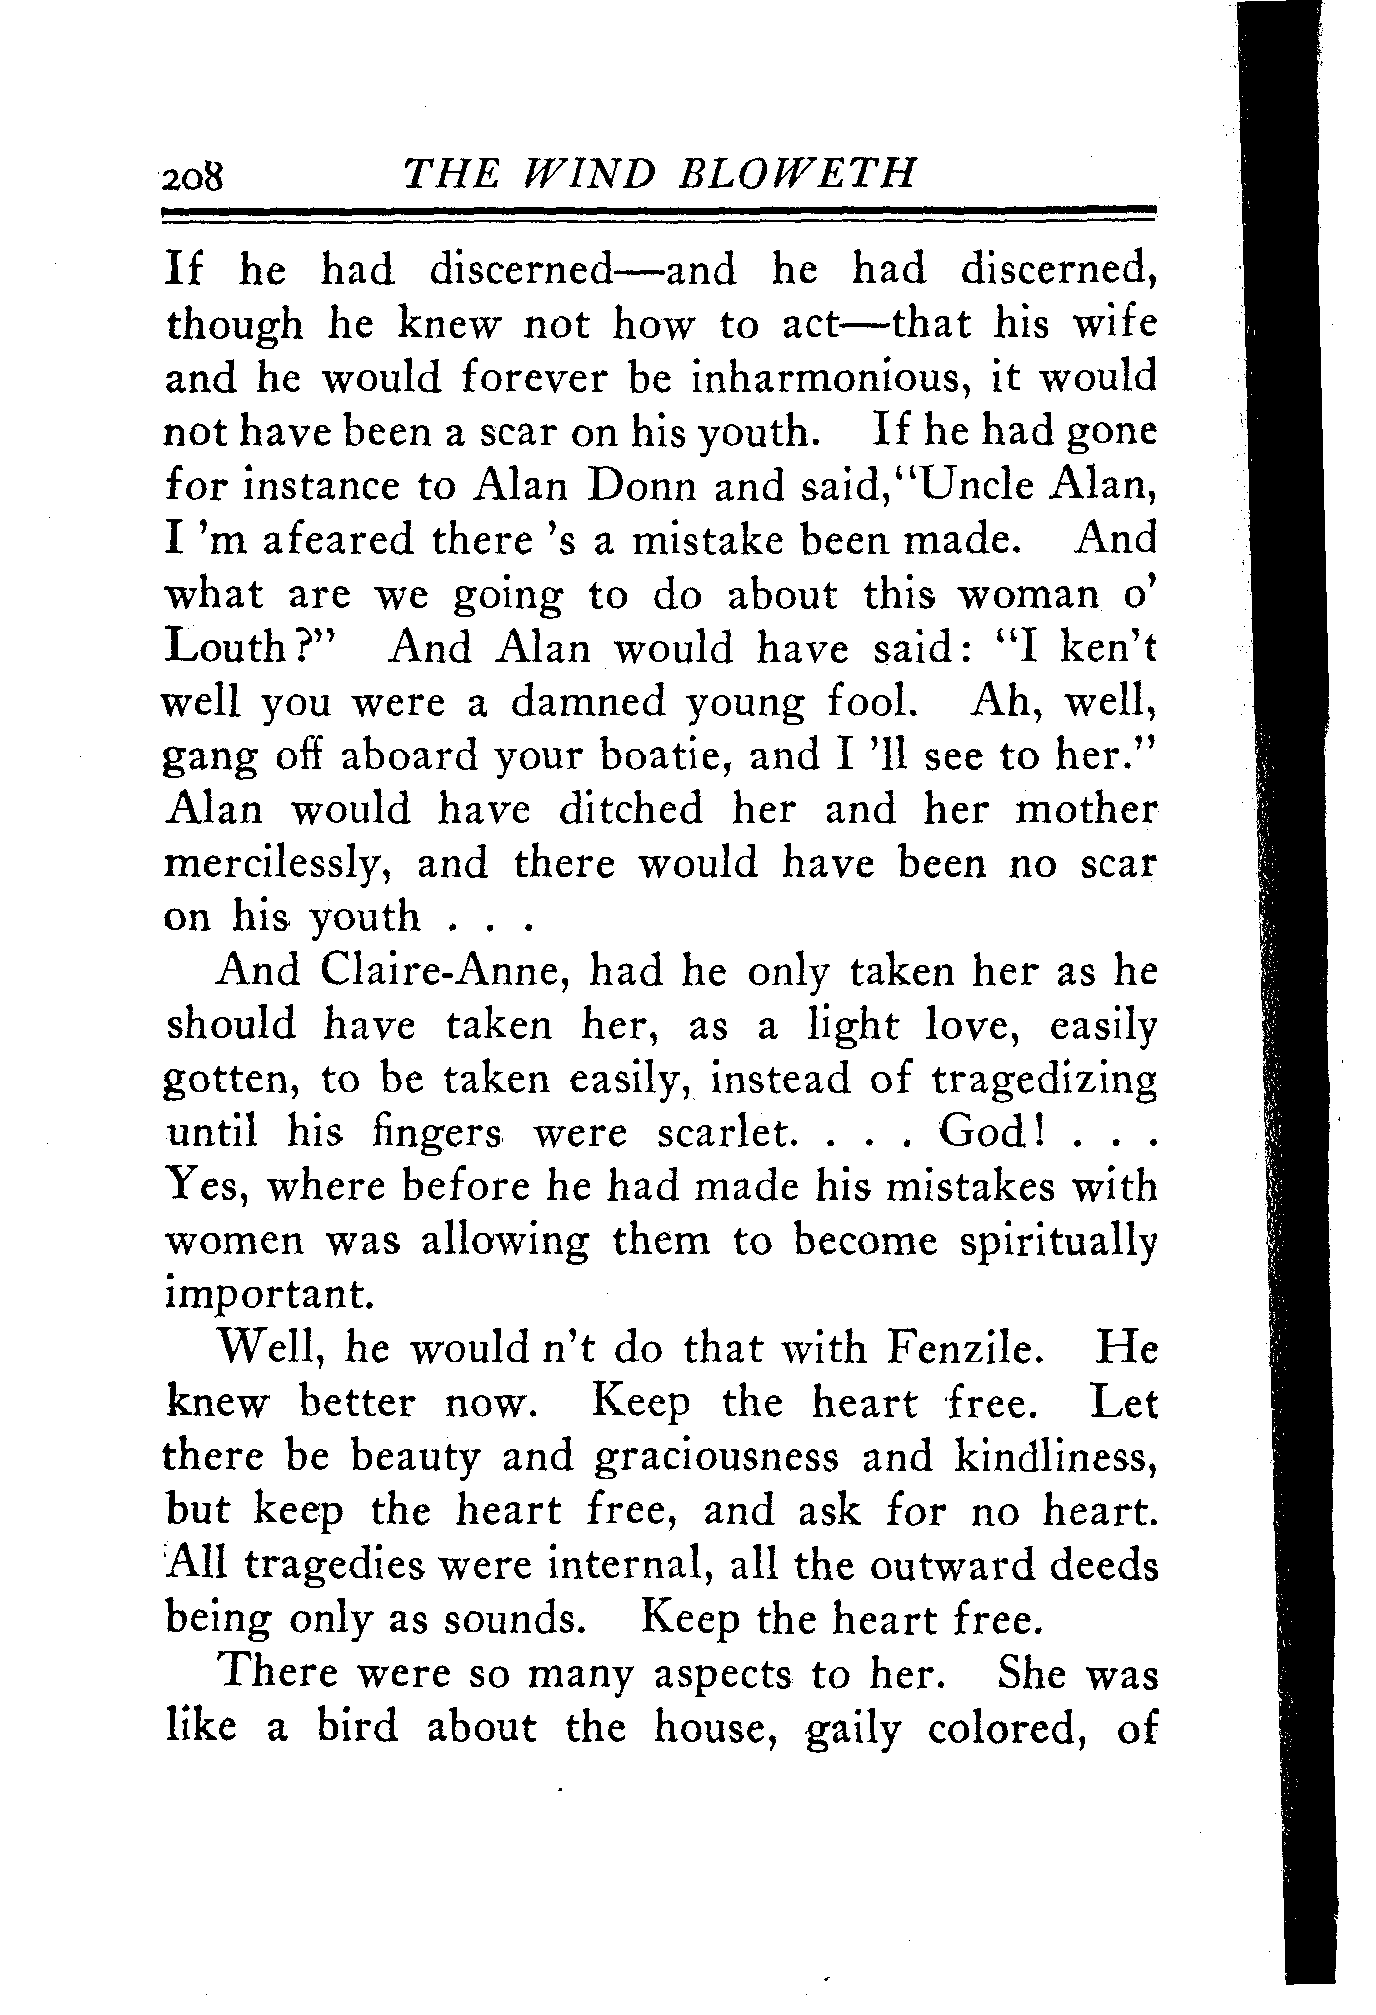 208 THE WIND BLOWETH
If he had discerned—and he had discerned,
though he knew not how to act—that his wife
and he would forever be inharmonious, it would
not have been a scar on his youth. If he had gone
for instance to Alan Donn and said,"Uncle Alan,
I 'm afeared there 's a mistake been made. And
what are we going to do about this woman o'
Louth?" And Alan would have said: "I ken't
well you were a damned young fool. Ah, well,
gang off aboard your boatie, and I 'll see to her."
Alan would have ditched her and her mother
mercilessly, and there would have been no scar
on his youth . . .
And Claire-Anne, had he only taken her as he
should have taken her, as a light love, easily
gotten, to be taken easily, instead of tragedizing
until his fingers were scarlet. . . . God! . . .
Yes, where before he had made his mistakes with
women was allowing them to become spiritually
important.
Well, he would n't do that with Fenzile. He
knew better now. Keep the heart free. Let
there be beauty and graciousness and kindliness,
but keep the heart free, and ask for no heart.
All tragedies were internal, all the outward deeds
being only as sounds. Keep the heart free.
There were so many aspects to her. She was
like a bird about the house, gaily colored, of